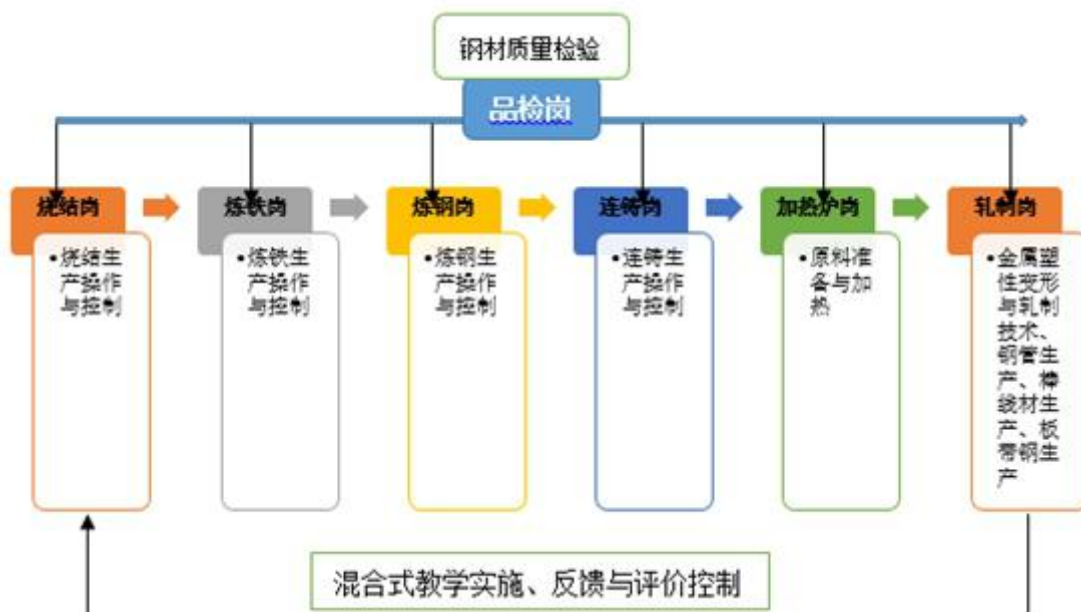 钢材质量检验
品检岗
烧结岗
炼铁岗
炼钢岗
连铸岗
加热炉岗
轧制岗
•烧结生
产操作
与控制
•炼铁生
产操作
与控制
•炼钢生
产操作
与控制
•连铸生
产操作
与控制
•原料准
备与加
热
•金属塑
性变形
与轧制
技术、
钢管生
产、棒
线材生
产、板
带钢生
产
混合式教学实施、反馈与评价控制